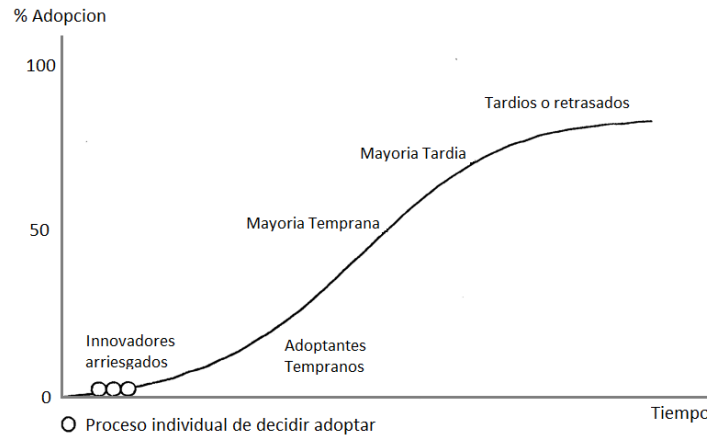 % Adopcion
100
Tardios o retrasados
Mayoria Tardia
Mayoria Temprana
50
Innovadores
arriesgados
Adoptantes
Tempranos
0
Tiempo
Proceso individual de decidir adoptar